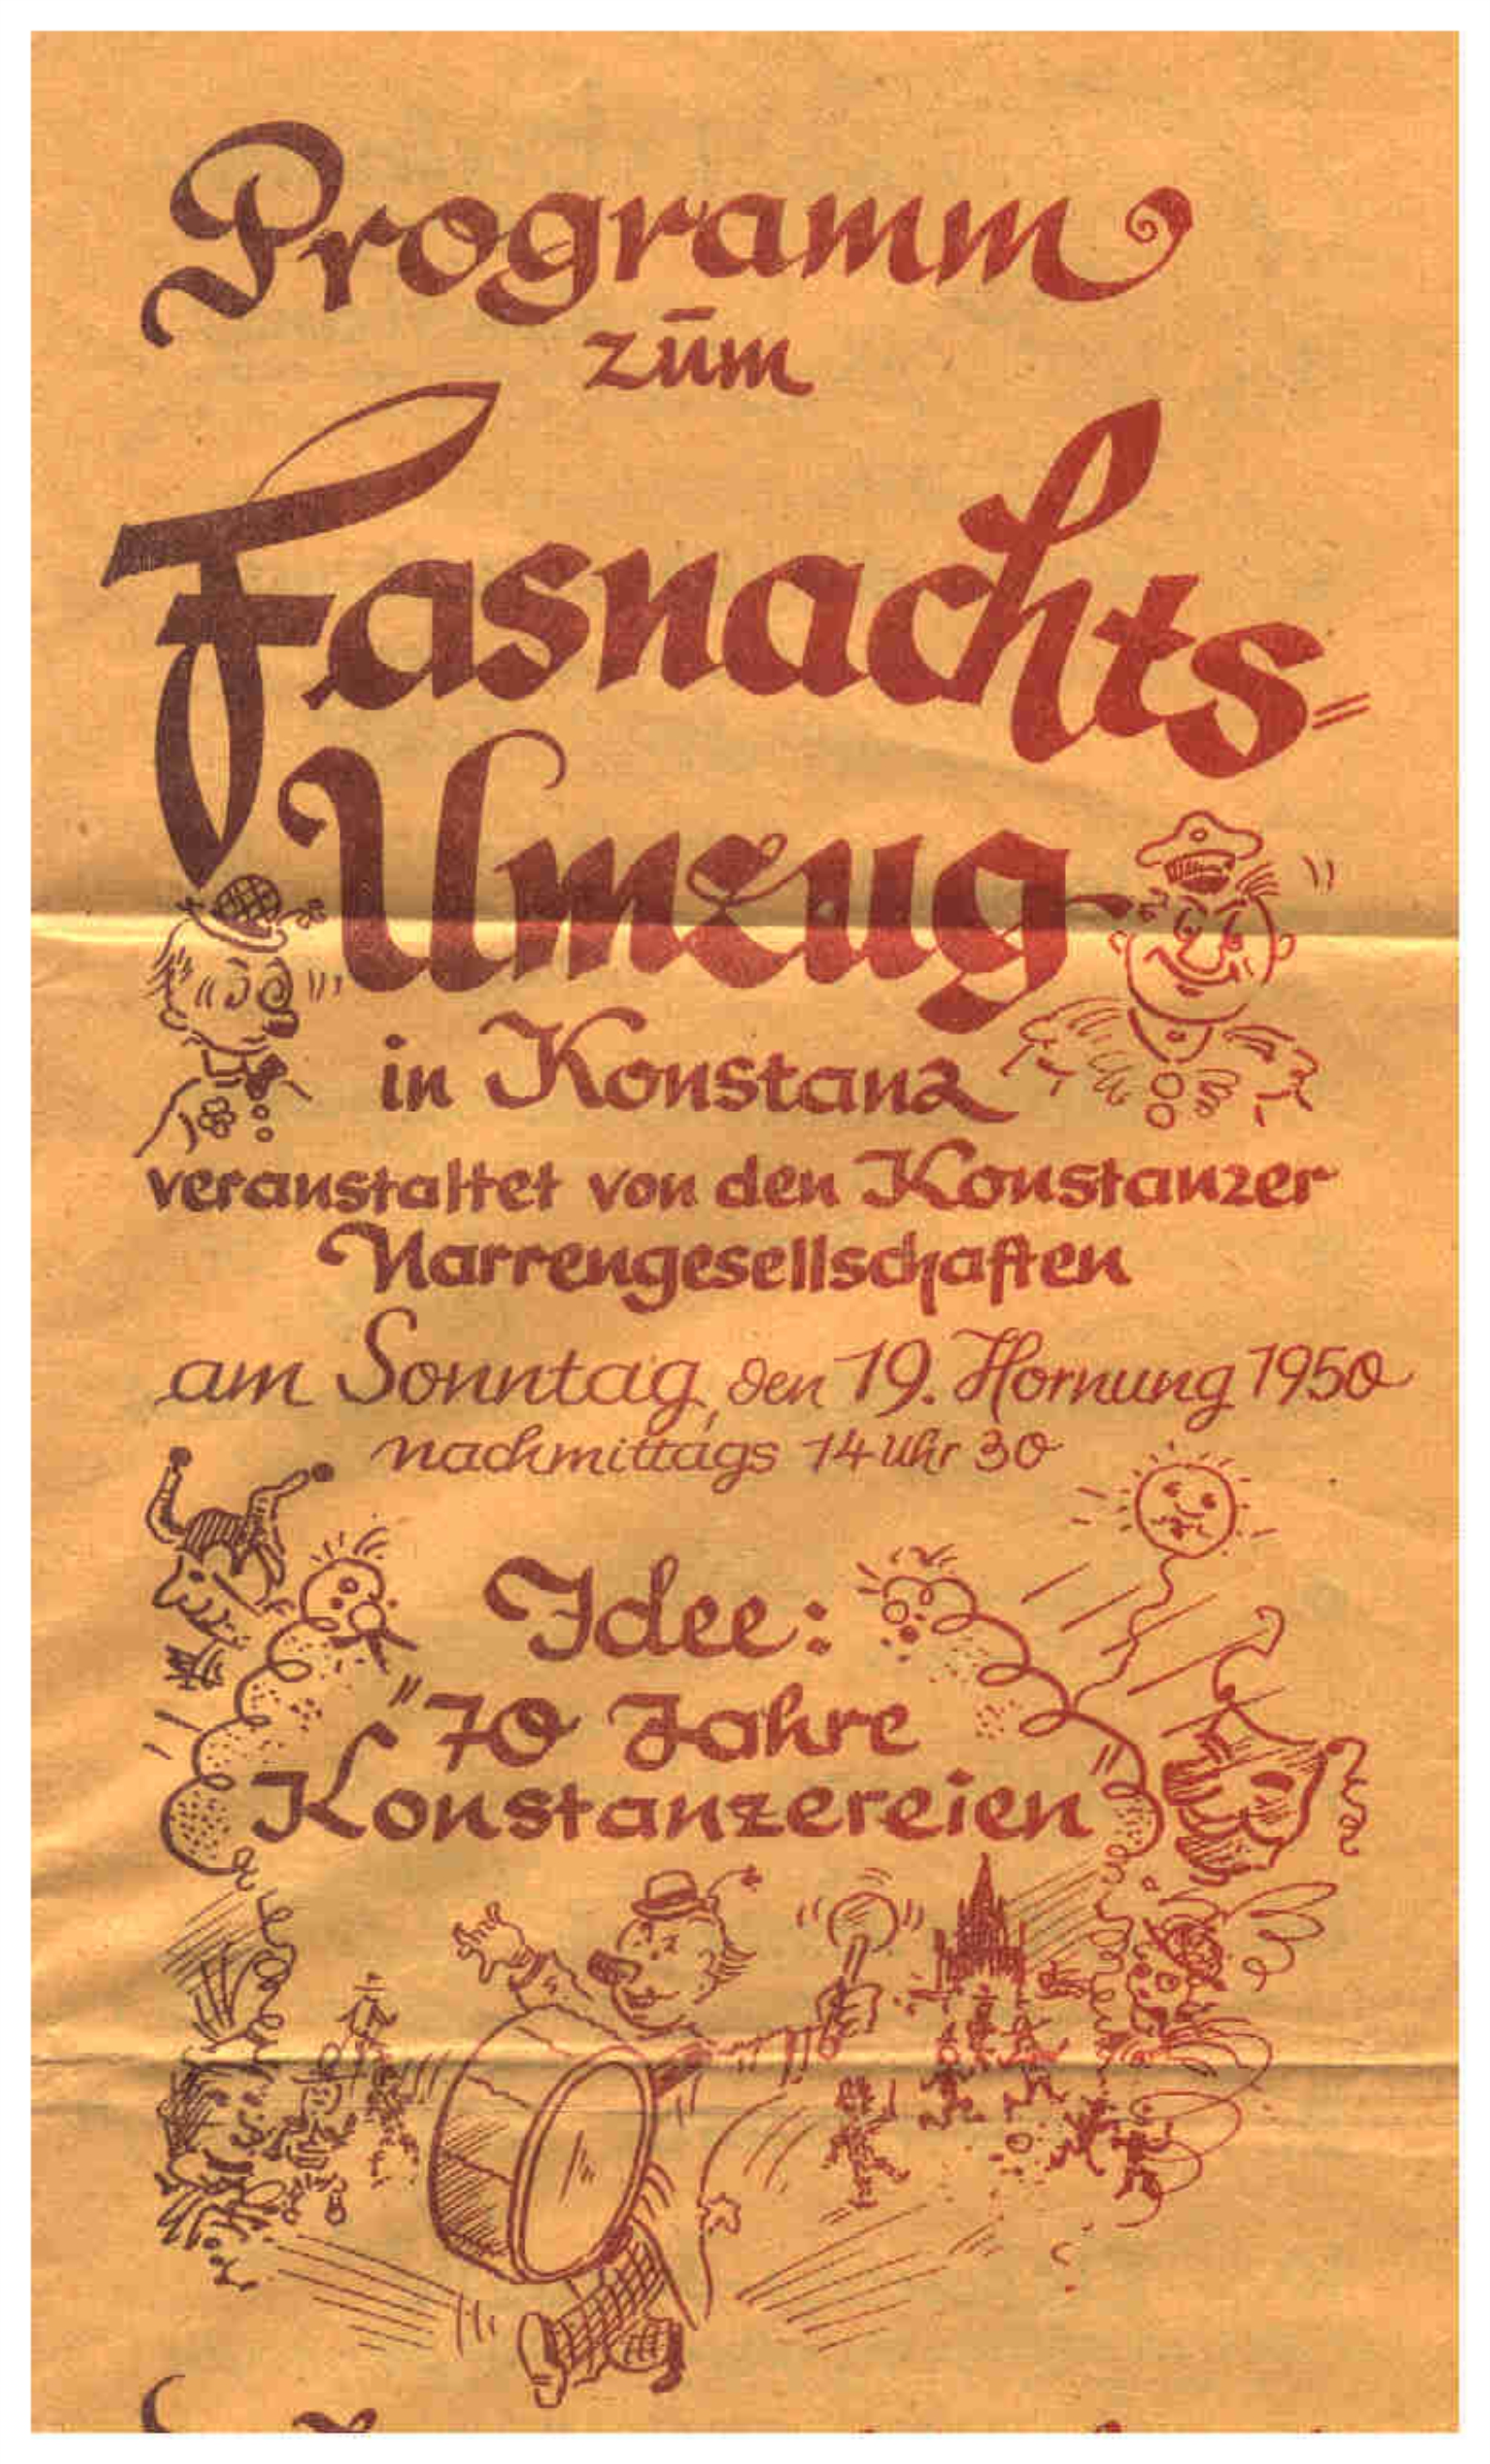 Programm
zum
Fasnachts=
Umzug
in Konstanz
veranstaltet von den Konstanzer
Narrengesellschaften
am Sonntag, den 19. Hornung 1950
nachmittags 14 Uhr 30
Idee:
"70 Jahre
Konstanzereien"